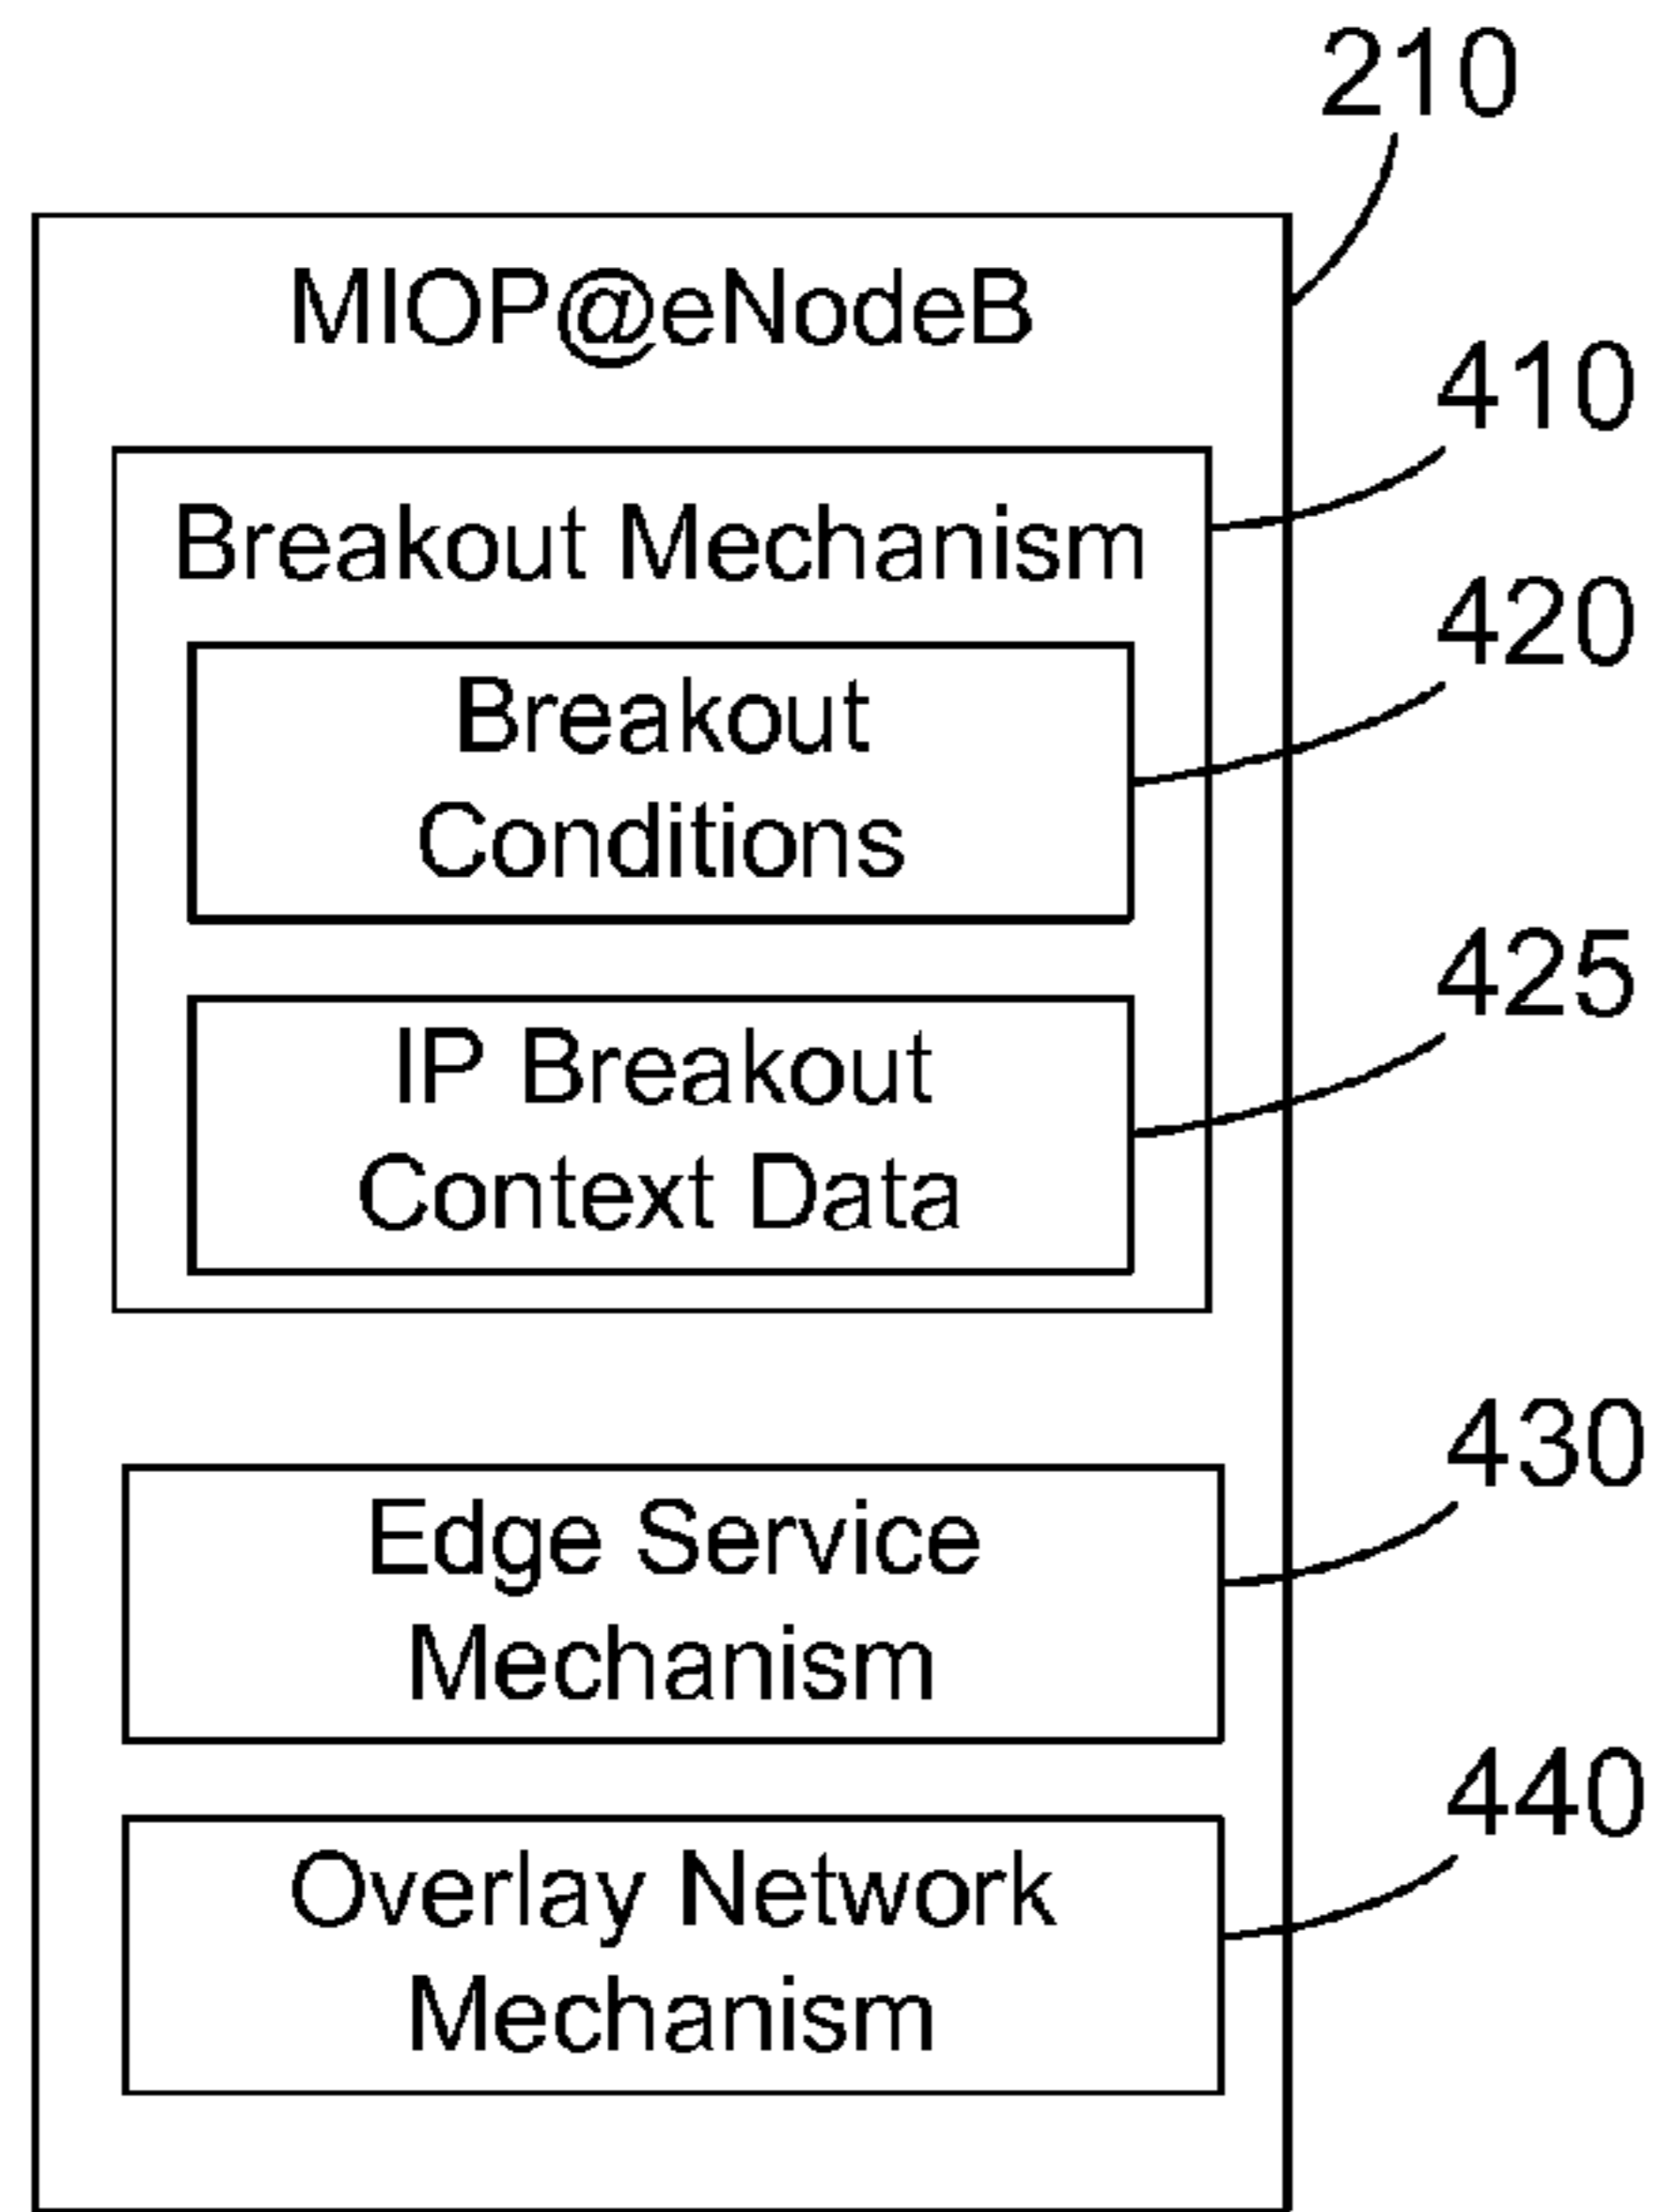 210
MIOP@eNodeB
410
Breakout Mechanism
420
Breakout
Conditions
425
IP Breakout
Context Data
430
Edge Service
Mechanism
440
Overlay Network
Mechanism